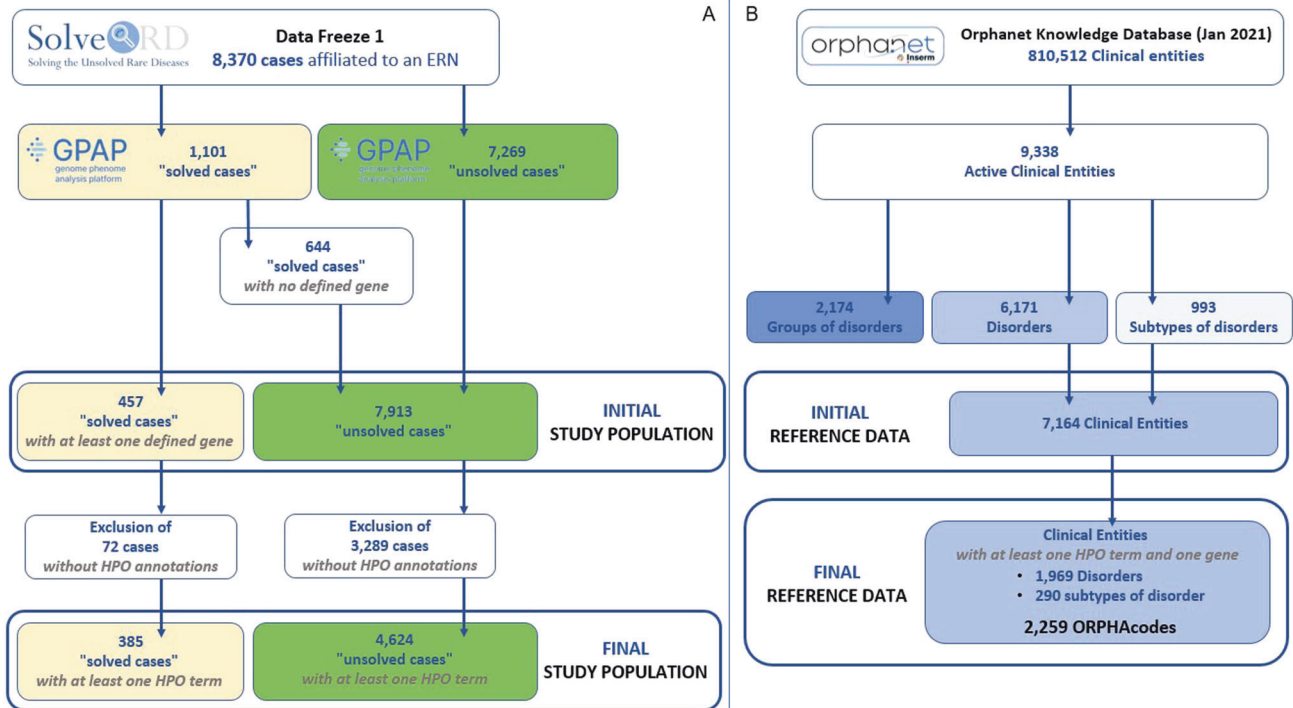 A
SolveRD
Solving the Unsolved Rare Diseases
Data Freeze 1
8,370 cases affiliated to an ERN
GPAP
genome phenome
analysis platform
1,101
"solved cases"
GPAP
genome phenome
analysis platform
7,269
"unsolved cases"
644
"solved cases"
with no defined gene
457
"solved cases"
with at least one defined gene
7,913
"unsolved cases"
INITIAL
STUDY POPULATION
Exclusion of
72 cases
without HPO annotations
Exclusion of
3,289 cases
without HPO annotations
385
"solved cases"
with at least one HPO term
4,624
"unsolved cases"
with at least one HPO term
FINAL
STUDY POPULATION
B
orphanet
Inserm
Orphanet Knowledge Database (Jan 2021)
810,512 Clinical entities
9,338
Active Clinical Entities
2,174
Groups of disorders
6,171
Disorders
993
Subtypes of disorders
INITIAL
REFERENCE DATA
7,164 Clinical Entities
FINAL
REFERENCE DATA
Clinical Entities
with at least one HPO term and one gene
• 1,969 Disorders
• 290 subtypes of disorder
2,259 ORPHAcodes